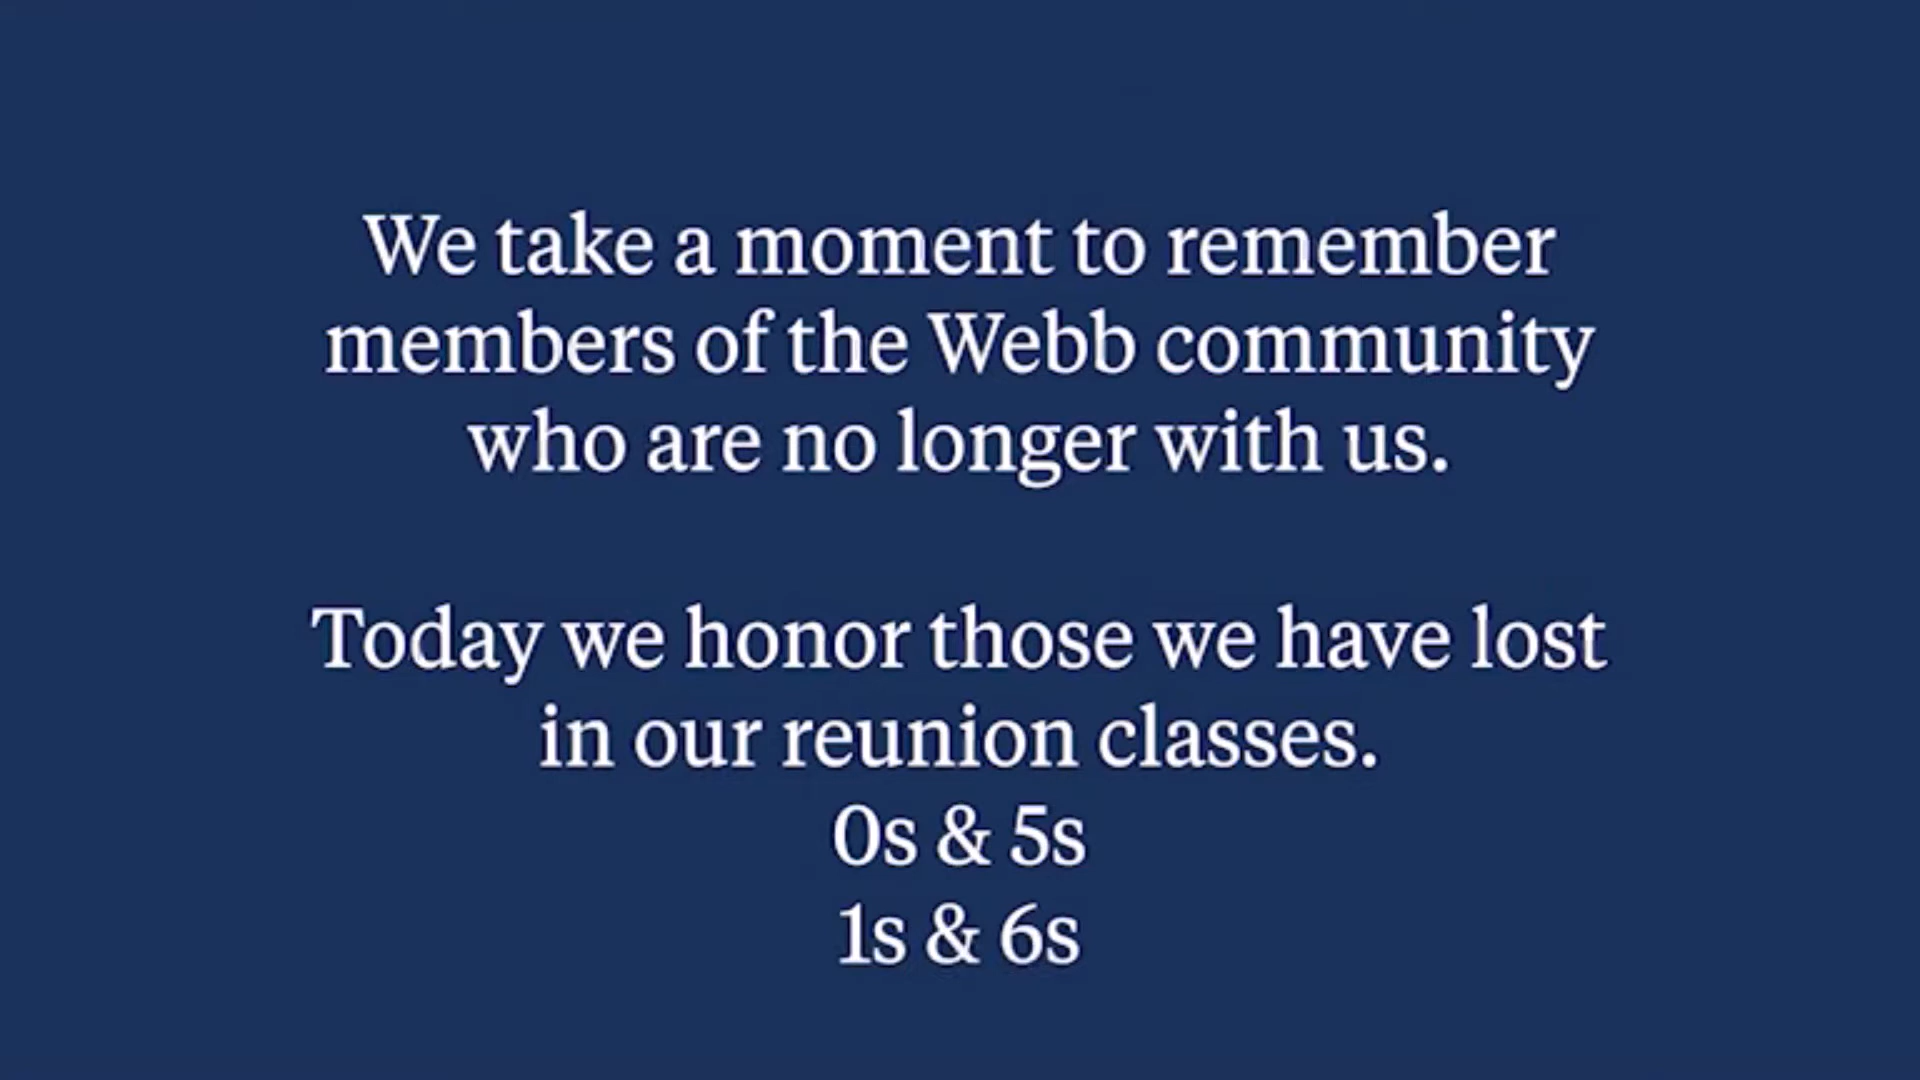 We take a moment to remember
members of the Webb community
who are no longer with us.
Today we honor those we have lost
in our reunion classes.
0s & 5s
1s & 6s